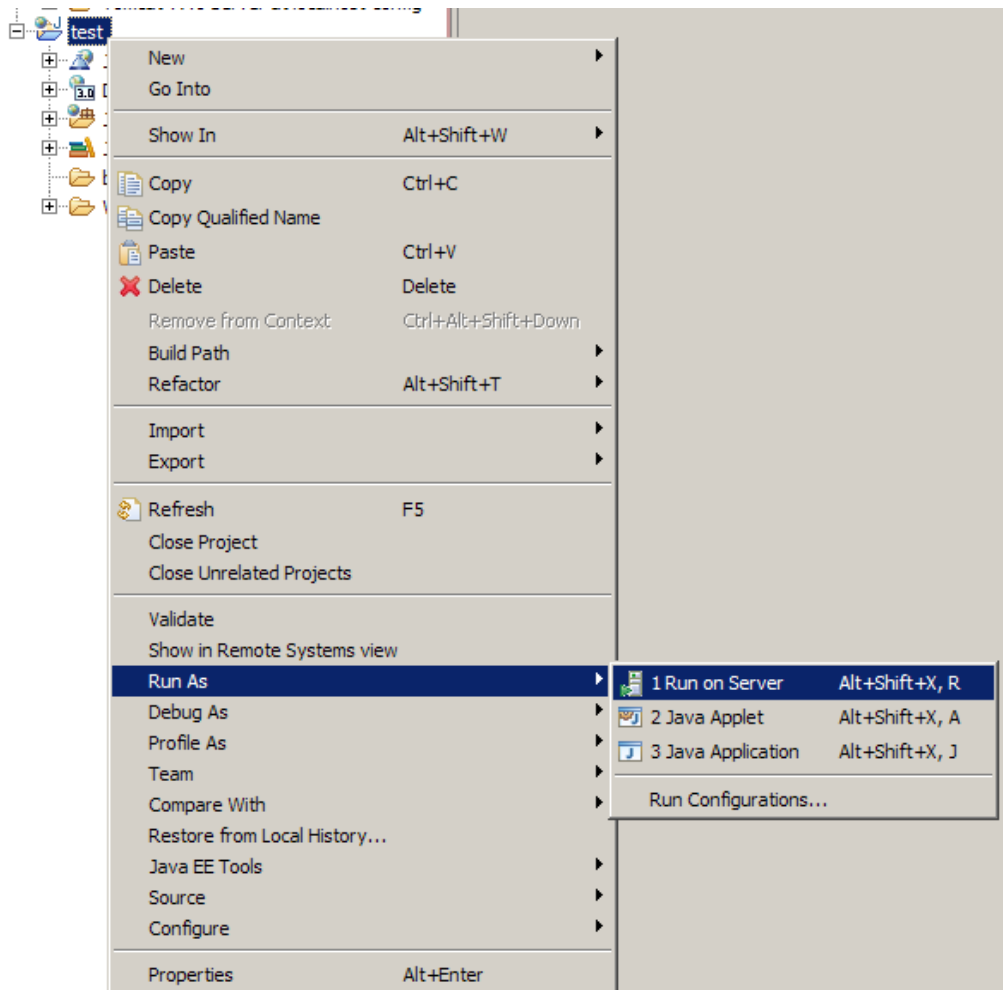 test
New
Go Into
Show In Alt+Shift+W
Copy Ctrl+C
Copy Qualified Name
Paste Ctrl+V
Delete Delete
Remove from Context Ctrl+Alt+Shift+Down
Build Path
Refactor Alt+Shift+T
Import
Export
Refresh F5
Close Project
Close Unrelated Projects
Validate
Show in Remote Systems view
Run As
1 Run on Server Alt+Shift+X, R
Debug As
2 Java Applet Alt+Shift+X, A
Profile As
3 Java Application Alt+Shift+X, J
Team
Compare With
Run Configurations...
Restore from Local History...
Java EE Tools
Source
Configure
Properties Alt+Enter